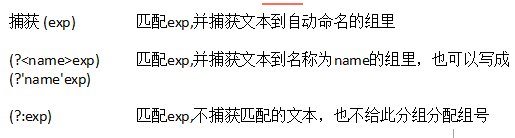 捕获 (exp) 匹配exp,并捕获文本到自动命名的组里
(?<name>exp) 匹配exp,并捕获文本到名称为name的组里，也可以写成
(?'name'exp)
(?:exp) 匹配exp,不捕获匹配的文本，也不给此分组分配组号